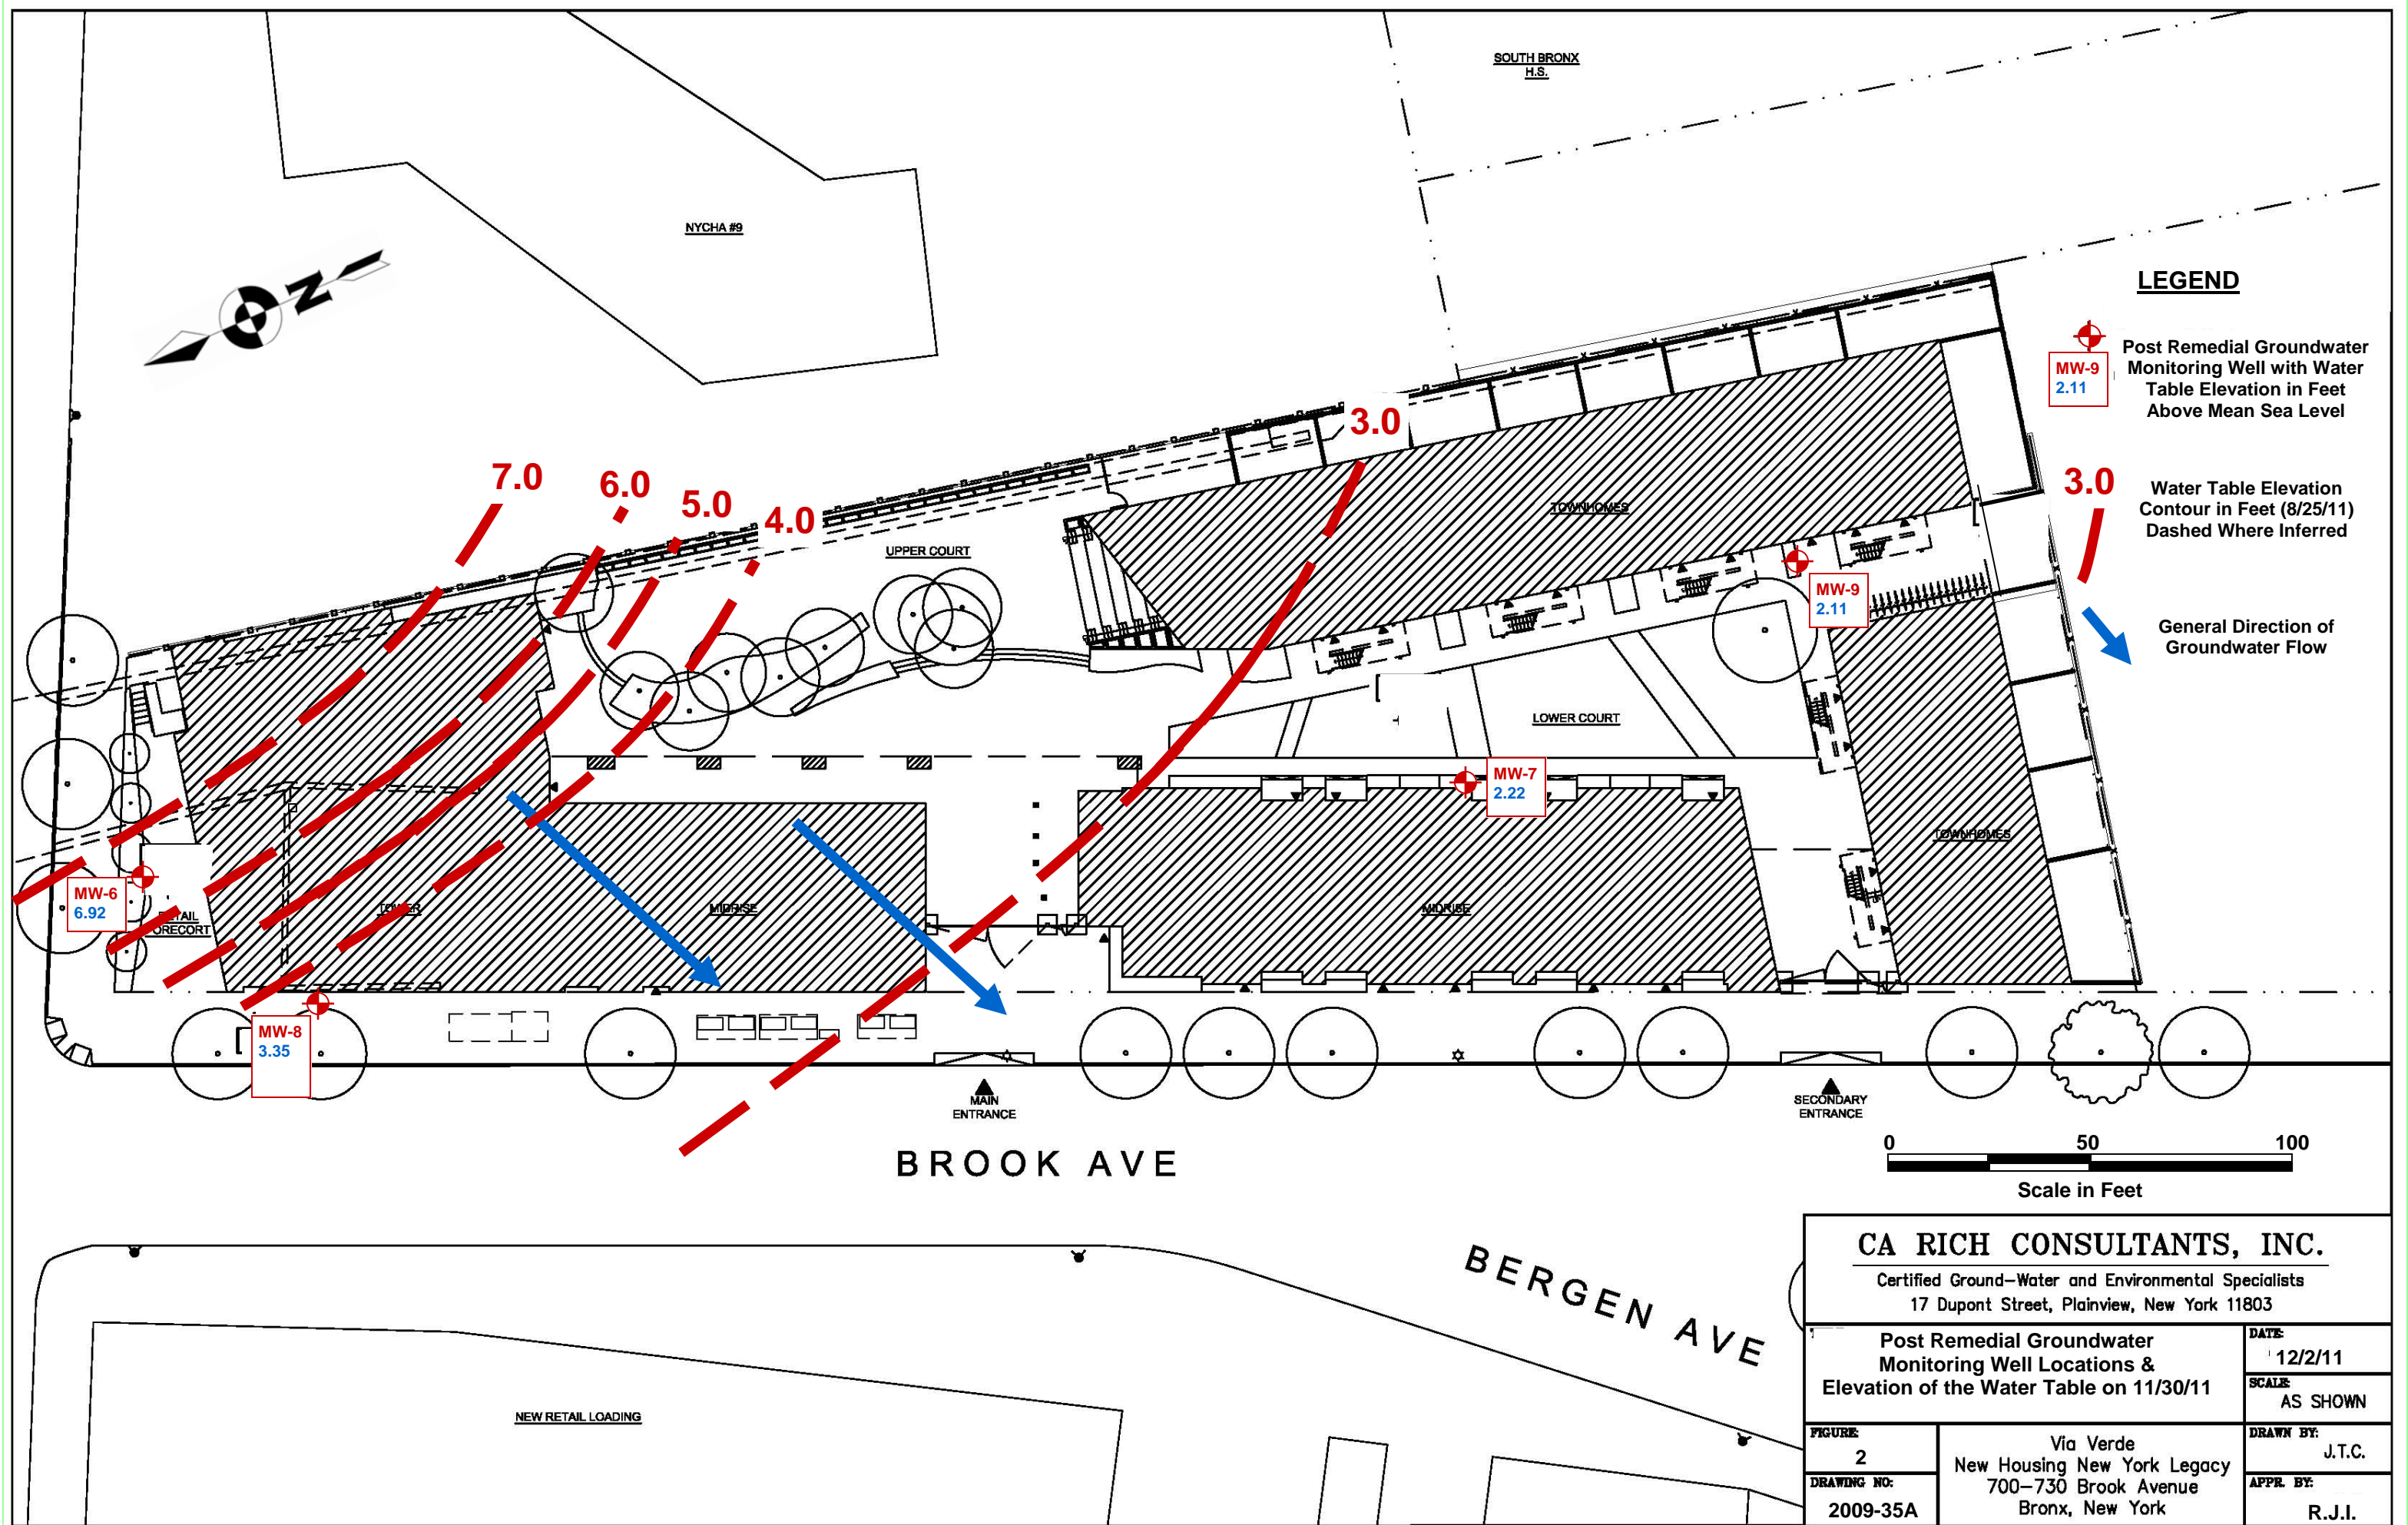 SOUTH BRONX
H.S.
NYCHA #9
N
LEGEND
MW-9
2.11
Post Remedial Groundwater
Monitoring Well with Water
Table Elevation in Feet
Above Mean Sea Level
3.0
Water Table Elevation
Contour in Feet (8/25/11)
Dashed Where Inferred
General Direction of
Groundwater Flow
7.0
6.0
5.0
4.0
3.0
UPPER COURT
TOWNHOMES
MW-9
2.11
LOWER COURT
MW-7
2.22
TOWNHOMES
MW-6
6.92
ETAIL
ORECORT
TOWER
MIDRISE
MIDRISE
MW-8
3.35
MAIN
ENTRANCE
SECONDARY
ENTRANCE
BROOK AVE
0 50 100
Scale in Feet
BERGEN AVE
NEW RETAIL LOADING
CA RICH CONSULTANTS, INC.
Certified Ground-Water and Environmental Specialists
17 Dupont Street, Plainview, New York 11803
Post Remedial Groundwater
Monitoring Well Locations &
Elevation of the Water Table on 11/30/11
DATE:
12/2/11
SCALE:
AS SHOWN
FIGURE:
2
DRAWING NO:
2009-35A
Via Verde
New Housing New York Legacy
700-730 Brook Avenue
Bronx, New York
DRAWN BY:
J.T.C.
APPR. BY:
R.J.I.